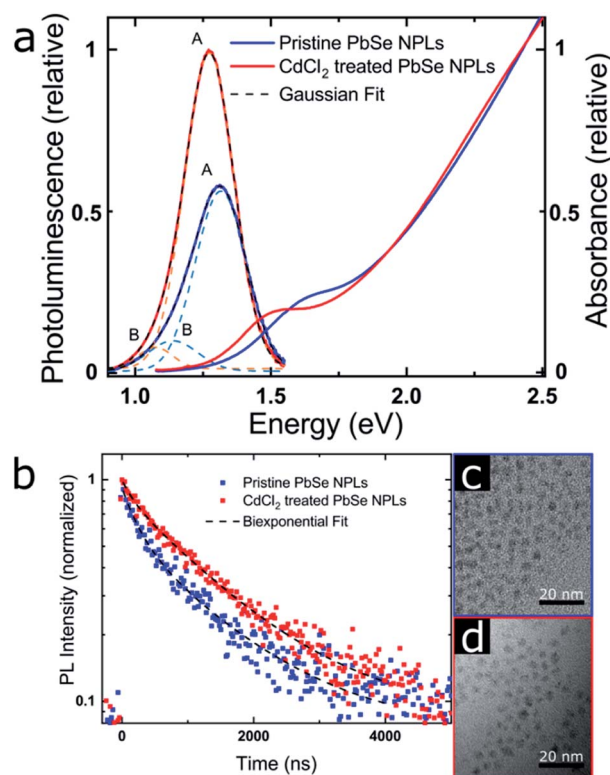 a
A
A
B
B
Pristine PbSe NPLs
CdCl₂ treated PbSe NPLs
Gaussian Fit
Photoluminescence (relative)
1
0.5
0
Absorbance (relative)
1
0.5
0
1.0 1.5 2.0 2.5
Energy (eV)
b
Pristine PbSe NPLs
CdCl₂ treated PbSe NPLs
Biexponential Fit
PL Intensity (normalized)
1
0.1
0 2000 4000
Time (ns)
c
20 nm
d
20 nm